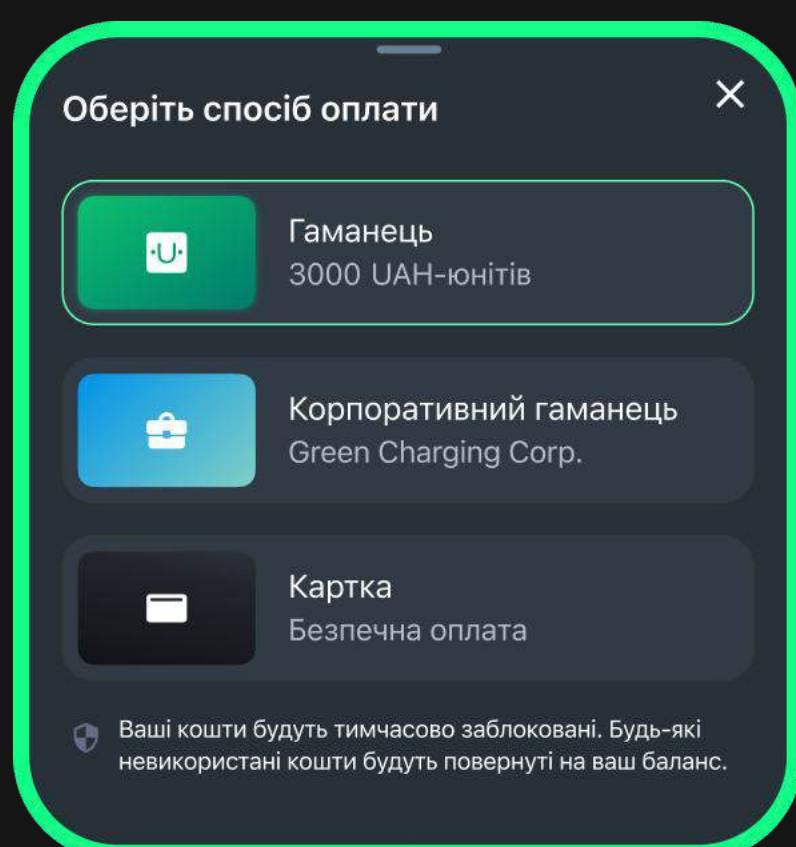 Оберіть спосіб оплати
Гаманець
3000 UAH-юнітів
Корпоративний гаманець
Green Charging Corp.
Картка
Безпечна оплата
Ваші кошти будуть тимчасово заблоковані. Будь-які
невикористані кошти будуть повернуті на ваш баланс.